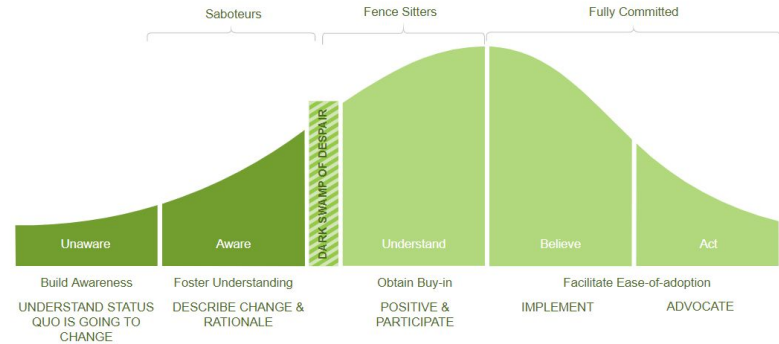 Saboteurs
Fence Sitters
Fully Committed
DARK SWAMP OF DESPAIR
Unaware
Aware
Understand
Believe
Act
Build Awareness
Foster Understanding
Obtain Buy-in
Facilitate Ease-of-adoption
UNDERSTAND STATUS
QUO IS GOING TO
CHANGE
DESCRIBE CHANGE &
RATIONALE
POSITIVE &
PARTICIPATE
IMPLEMENT
ADVOCATE